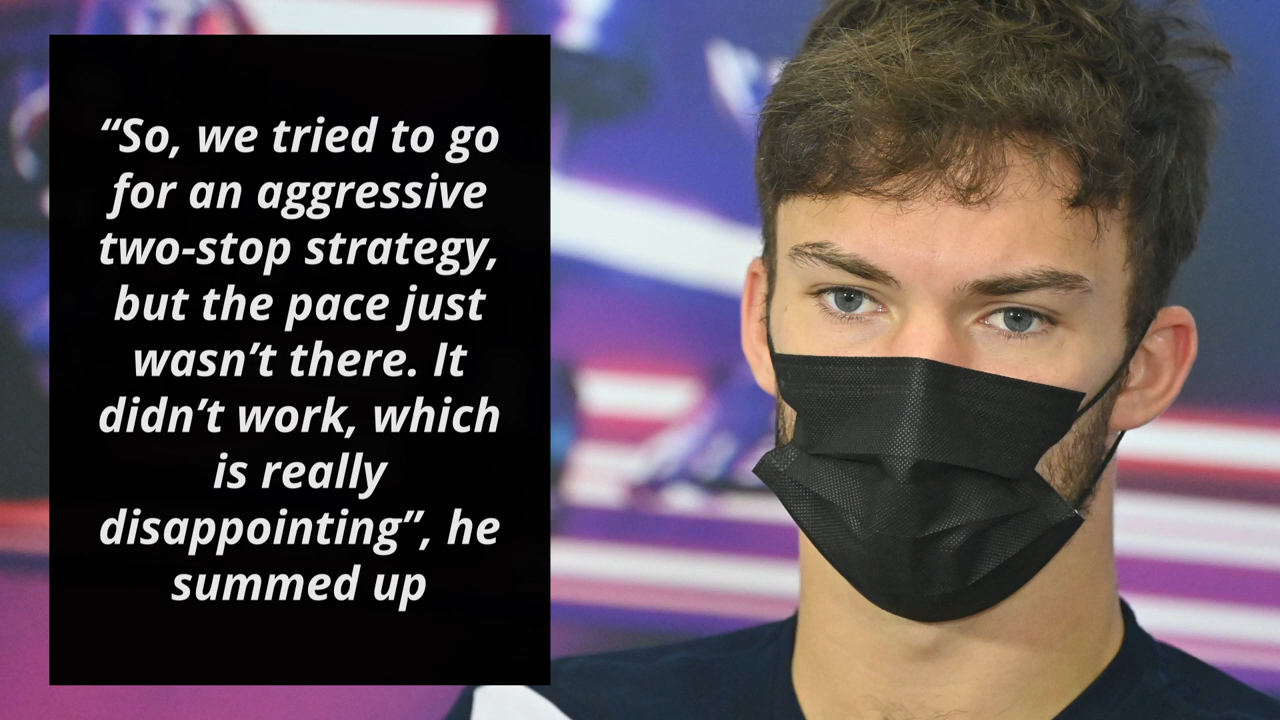 “So, we tried to go
for an aggressive
two-stop strategy,
but the pace just
wasn’t there. It
didn’t work, which
is really
disappointing”, he
summed up